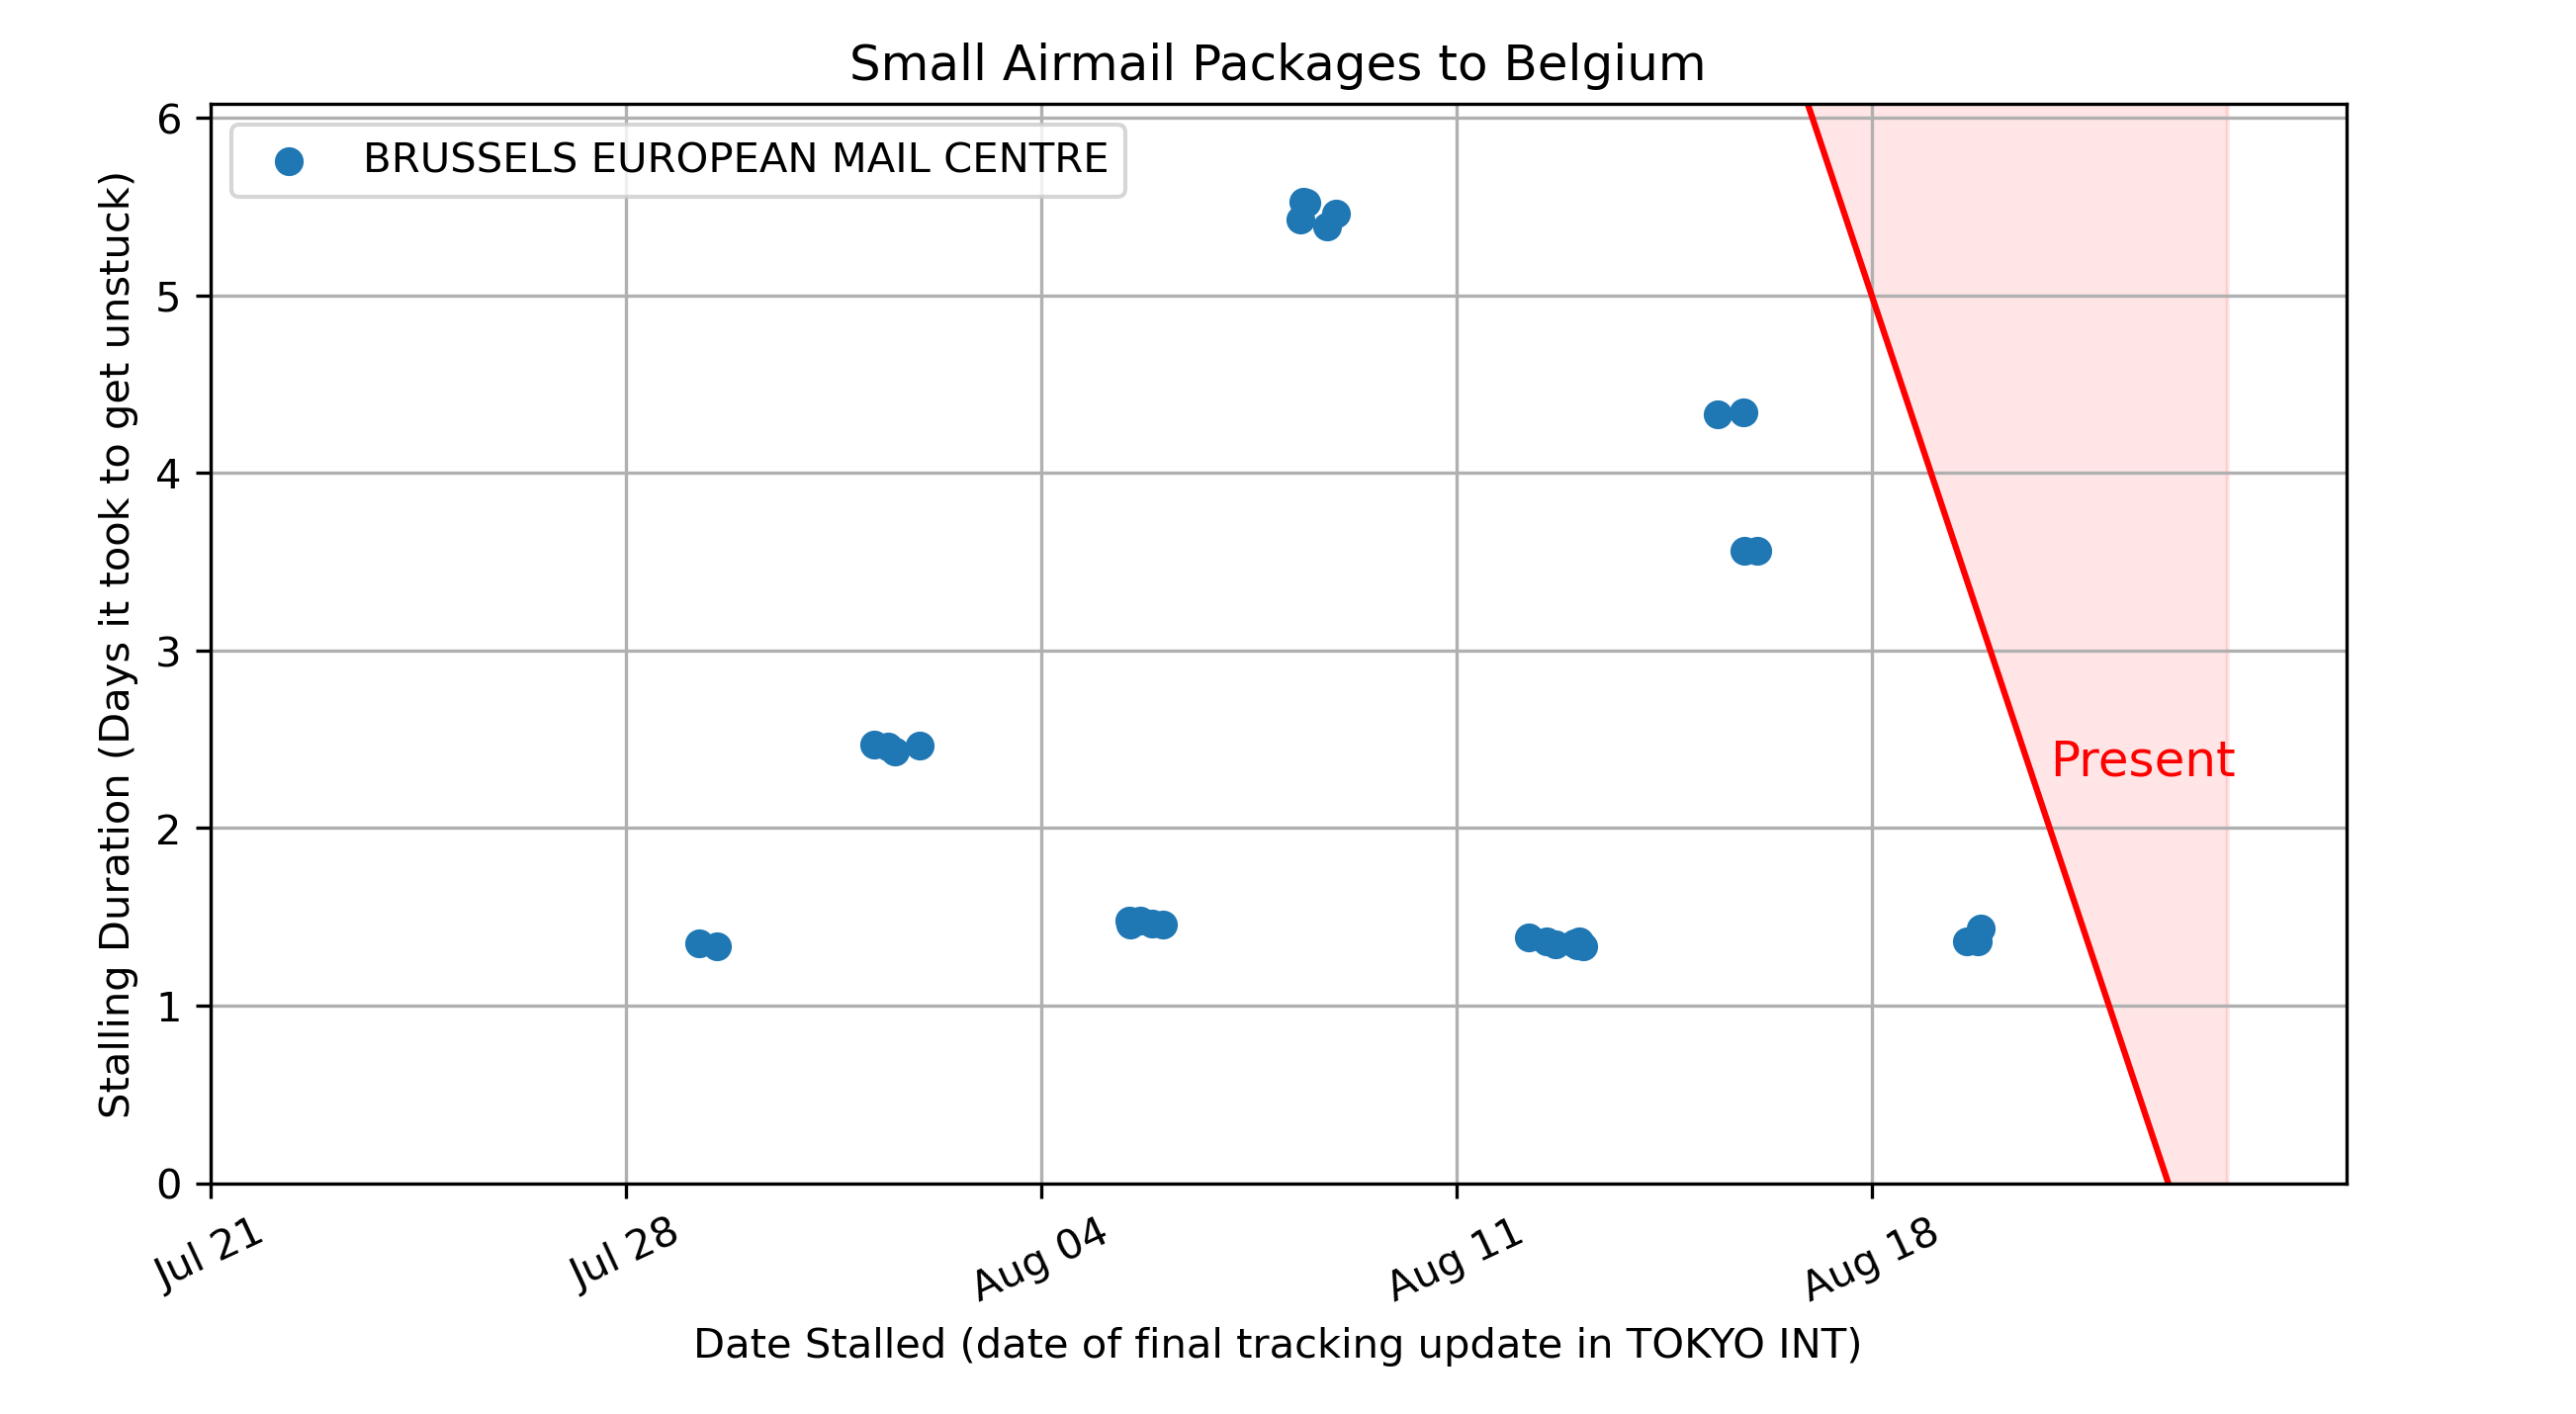 Small Airmail Packages to Belgium
BRUSSELS EUROPEAN MAIL CENTRE
Stalling Duration (Days it took to get unstuck)
6
5
4
3
2
1
0
Present
Jul 21
Jul 28
Aug 04
Aug 11
Aug 18
Date Stalled (date of final tracking update in TOKYO INT)